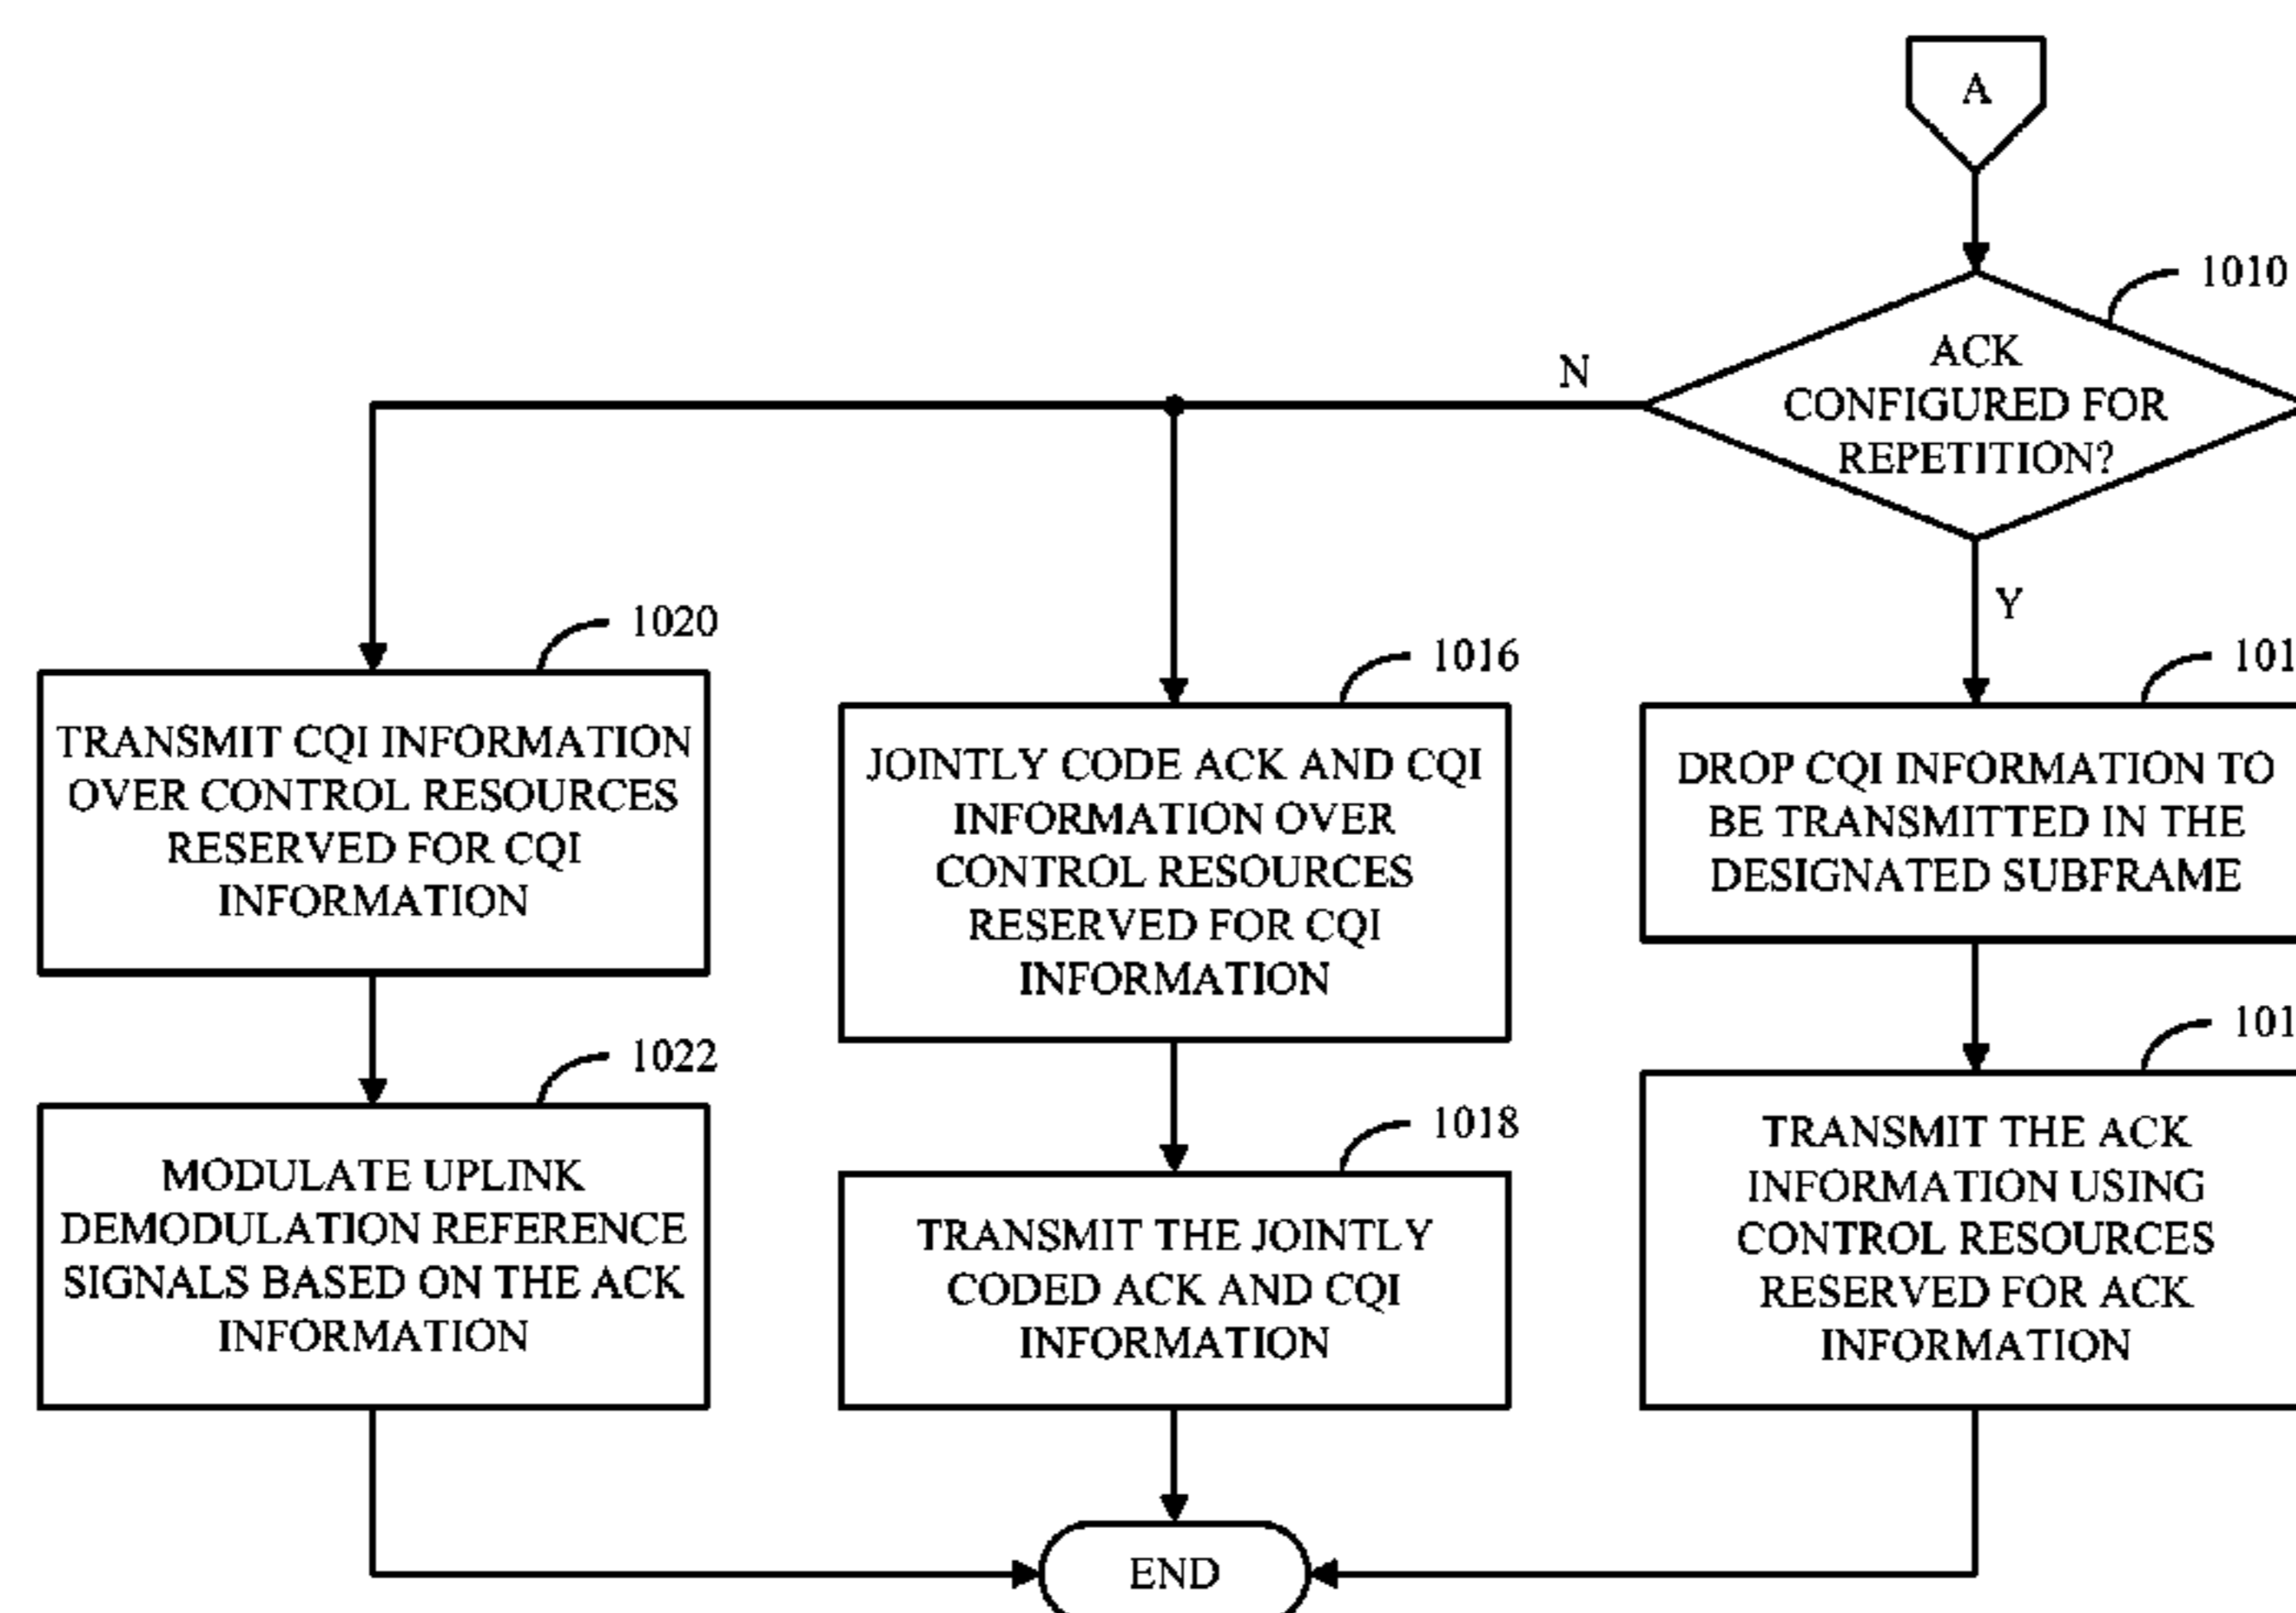 A
1010
ACK
CONFIGURED FOR
REPETITION?
N
Y
1020
TRANSMIT CQI INFORMATION
OVER CONTROL RESOURCES
RESERVED FOR CQI
INFORMATION
1022
MODULATE UPLINK
DEMODULATION REFERENCE
SIGNALS BASED ON THE ACK
INFORMATION
1016
JOINTLY CODE ACK AND CQI
INFORMATION OVER
CONTROL RESOURCES
RESERVED FOR CQI
INFORMATION
1018
TRANSMIT THE JOINTLY
CODED ACK AND CQI
INFORMATION
DROP CQI INFORMATION TO
BE TRANSMITTED IN THE
DESIGNATED SUBFRAME
TRANSMIT THE ACK
INFORMATION USING
CONTROL RESOURCES
RESERVED FOR ACK
INFORMATION
END